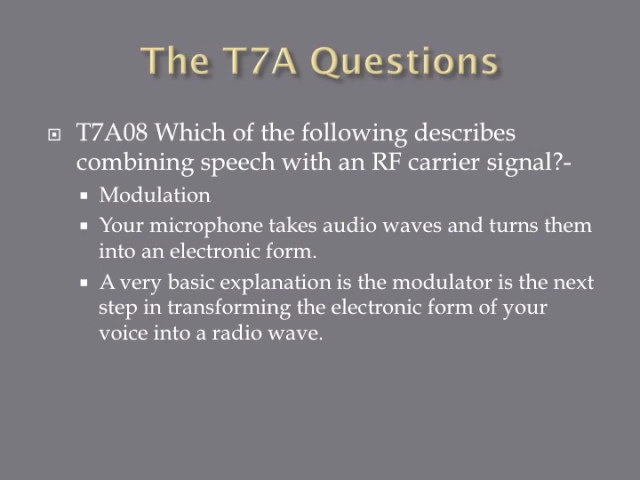 The T7A Questions
T7A08 Which of the following describes
combining speech with an RF carrier signal?-
Modulation
Your microphone takes audio waves and turns them
into an electronic form.
A very basic explanation is the modulator is the next
step in transforming the electronic form of your
voice into a radio wave.